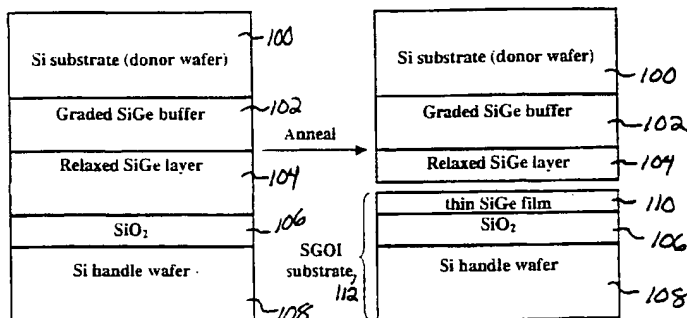 Si substrate (donor wafer)
100
Graded SiGe buffer
102
Relaxed SiGe layer
104
SiO₂
106
Si handle wafer
108
Anneal
Si substrate (donor wafer)
100
Graded SiGe buffer
102
Relaxed SiGe layer
104
thin SiGe film
110
SiO₂
106
SGOI
substrate,
112
Si handle wafer
108